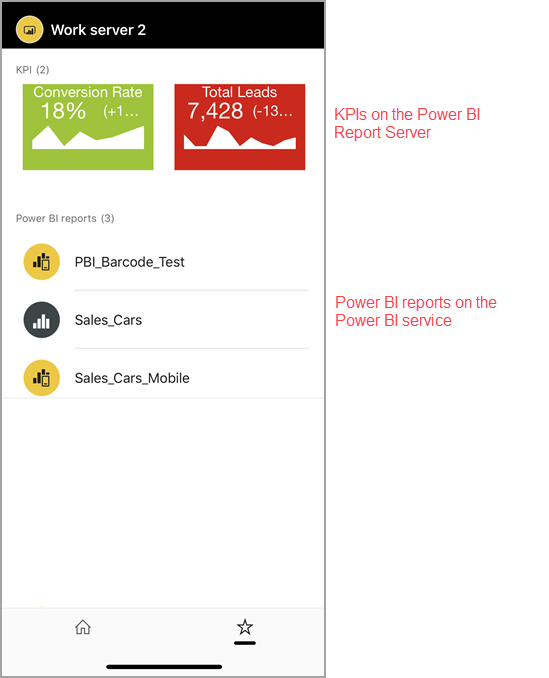 Work server 2
KPI (2)
Conversion Rate
18% (+1...
Total Leads
7,428 (-13...
KPIs on the Power BI
Report Server
Power BI reports (3)
PBI_Barcode_Test
Sales_Cars
Sales_Cars_Mobile
Power BI reports on the
Power BI service